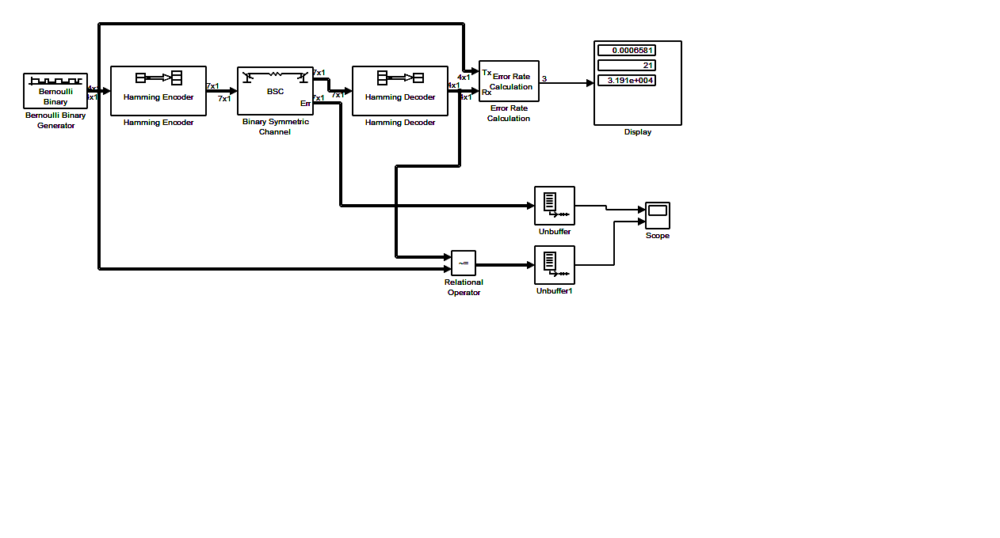 Bernoulli
Binary
Bernoulli Binary
Generator
4x1
4x1
Hamming Encoder
Hamming Encoder
7x1
7x1
BSC
Err
Binary Symmetric
Channel
7x1
7x1
7x1
Hamming Decoder
Hamming Decoder
4x1
4x1
4x1
Tx
Rx
Error Rate
Calculation
Error Rate
Calculation
3
0.0006581
21
3.191e+004
Display
Unbuffer
Scope
~=
Relational
Operator
Unbuffer1